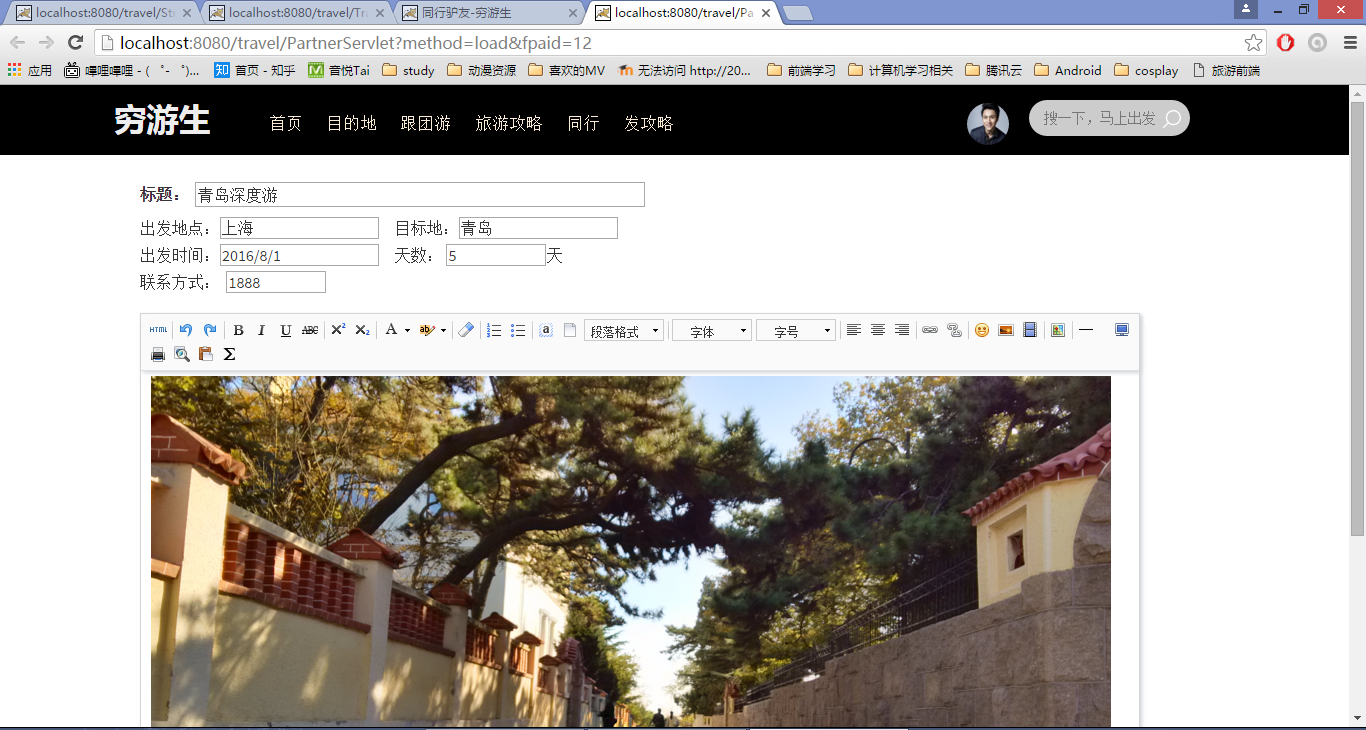 localhost:8080/travel/St
localhost:8080/travel/Tr
同行驴友-穷游生
localhost:8080/travel/Pa
localhost:8080/travel/PartnerServlet?method=load&fpaid=12
应用
哔哩哔哩 - ( ゜- ゜)...
知 首页 - 知乎
音悦Tai
study
动漫资源
喜欢的MV
无法访问 http://20...
前端学习
计算机学习相关
腾讯云
Android
cosplay
旅游前端
穷游生
首页 目的地 跟团游 旅游攻略 同行 发攻略
搜一下，马上出发
标题： 青岛深度游
出发地点：上海 目标地：青岛
出发时间：2016/8/1 天数： 5 天
联系方式： 1888
HTML B I U ABC X² X₂ A ab a 段落格式 字体 字号
Σ